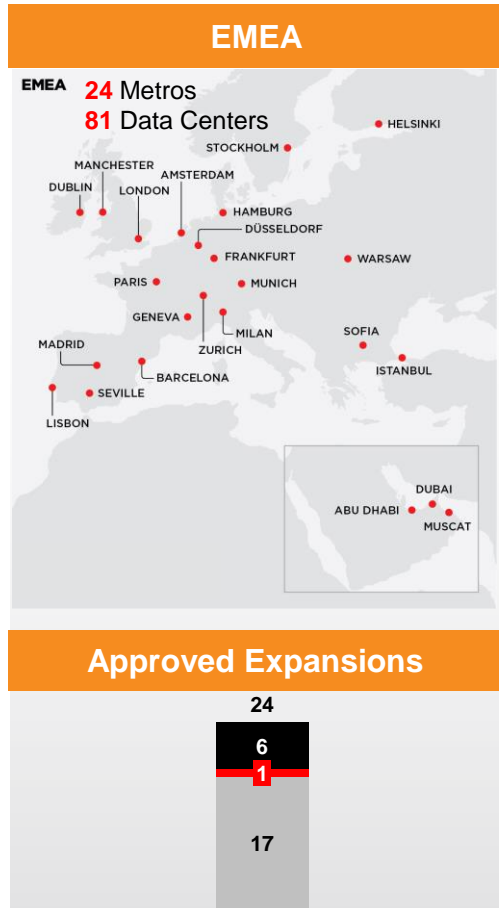 EMEA
EMEA
24 Metros
81 Data Centers
HELSINKI
STOCKHOLM
MANCHESTER
AMSTERDAM
DUBLIN
LONDON
HAMBURG
DÜSSELDORF
FRANKFURT
WARSAW
PARIS
MUNICH
GENEVA
MILAN
SOFIA
MADRID
ZURICH
ISTANBUL
BARCELONA
SEVILLE
LISBON
DUBAI
ABU DHABI
MUSCAT
Approved Expansions
24
6
1
17